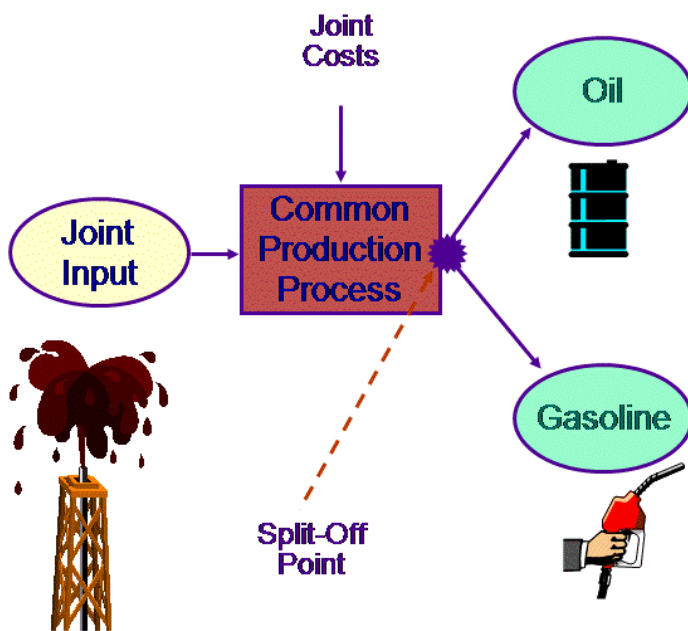 Joint
Costs
Oil
Joint
Input
Common
Production
Process
Gasoline
Split-Off
Point